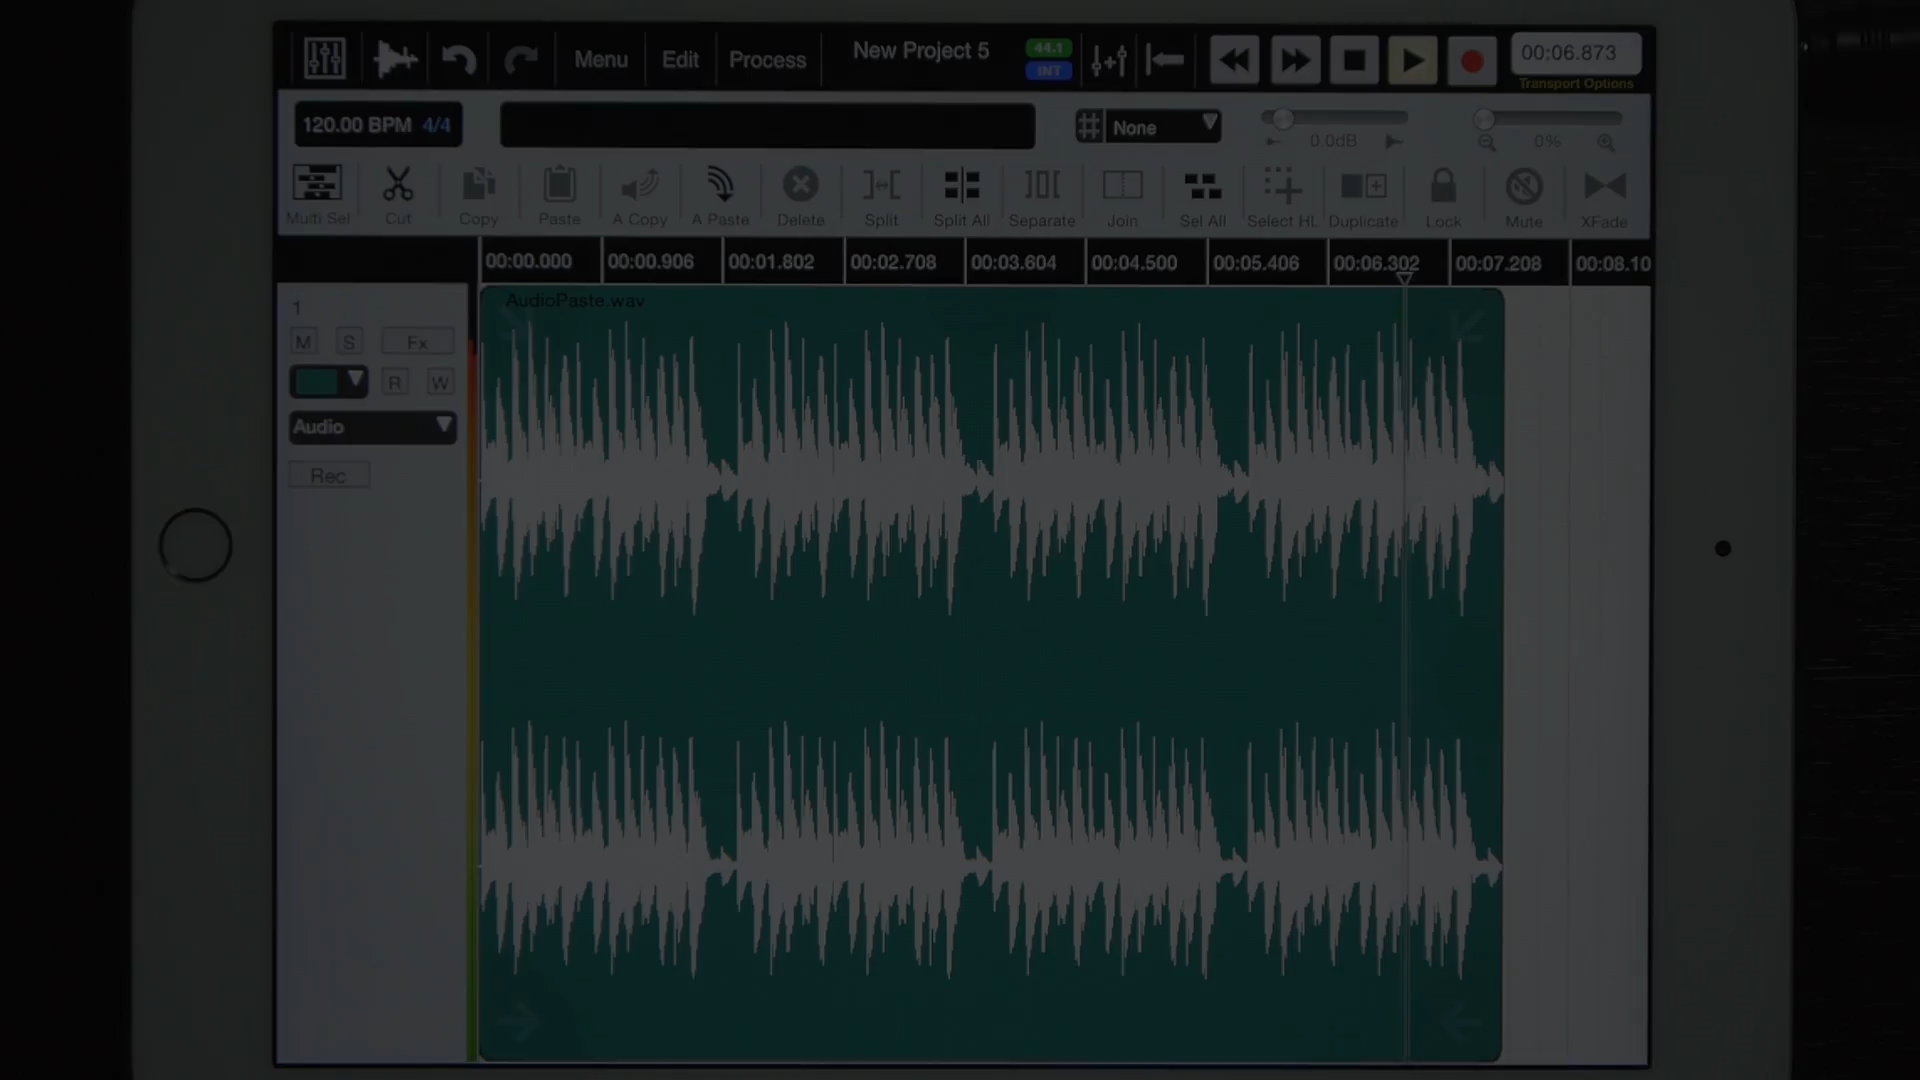 Menu Edit Process New Project 5 44.1 INT 00:06.873
Transport Options
120.00 BPM 4/4 None 0.0dB 0%
Multi Sel Cut Copy Paste A Copy A Paste Delete Split Split All Separate Join Sel All Select HL Duplicate Lock Mute XFade
00:00.000 00:00.906 00:01.802 00:02.708 00:03.604 00:04.500 00:05.406 00:06.302 00:07.208 00:08.10
1 AudioPaste.wav
M S Fx
R W
Audio
Rec